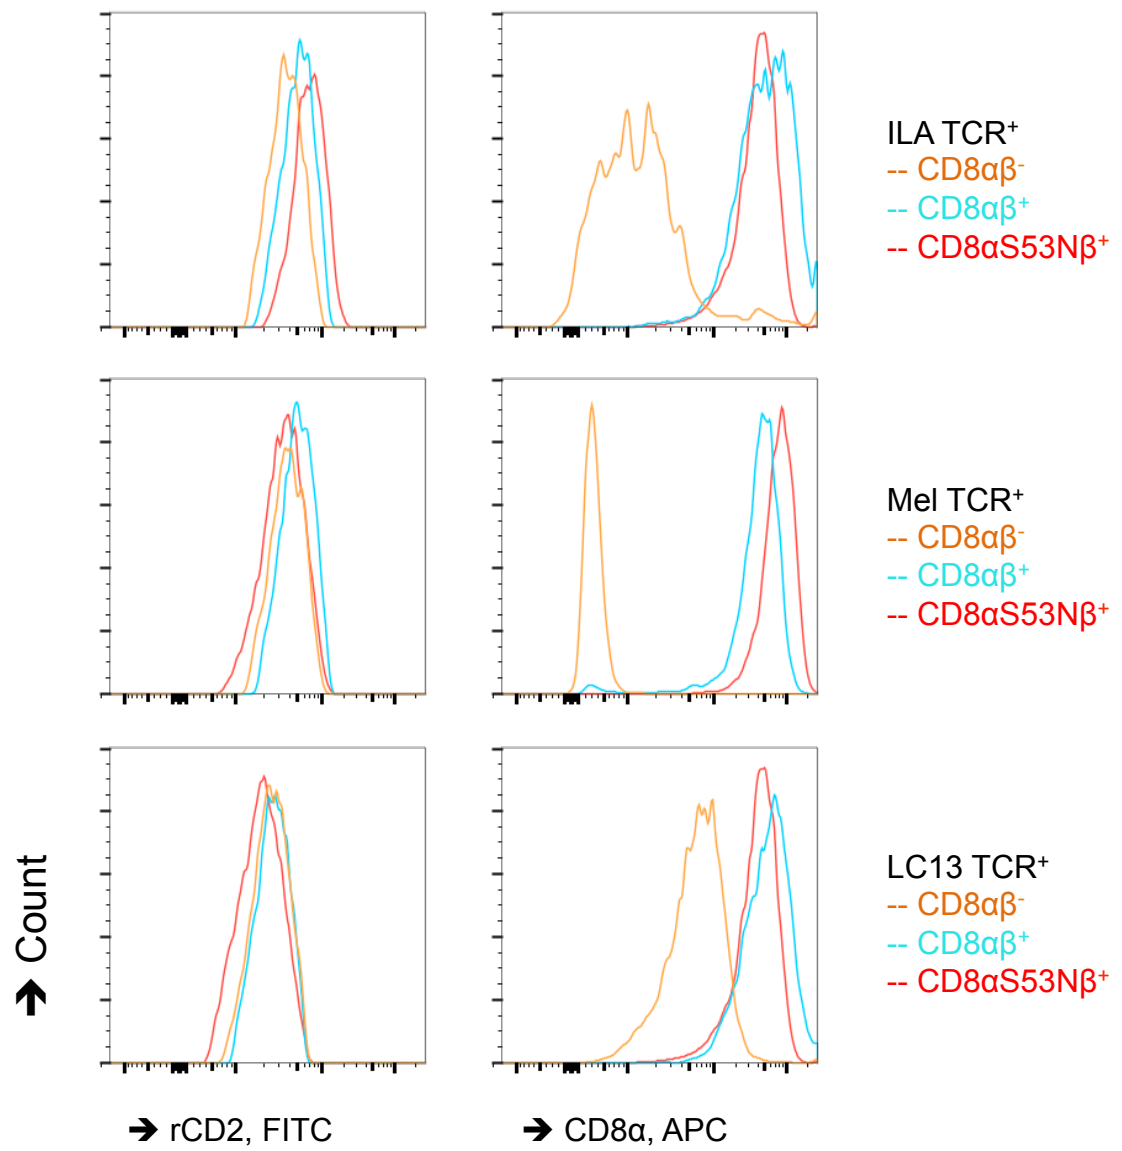 ILA TCR⁺
-- CD8αβ⁻
-- CD8αβ⁺
-- CD8αS53Nβ⁺
Mel TCR⁺
-- CD8αβ⁻
-- CD8αβ⁺
-- CD8αS53Nβ⁺
LC13 TCR⁺
-- CD8αβ⁻
-- CD8αβ⁺
-- CD8αS53Nβ⁺
➔ Count
➔ rCD2, FITC
➔ CD8α, APC